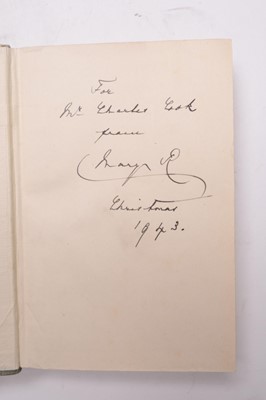 For
Mr. Charles Cook
from
Mary R
Christmas
1943.